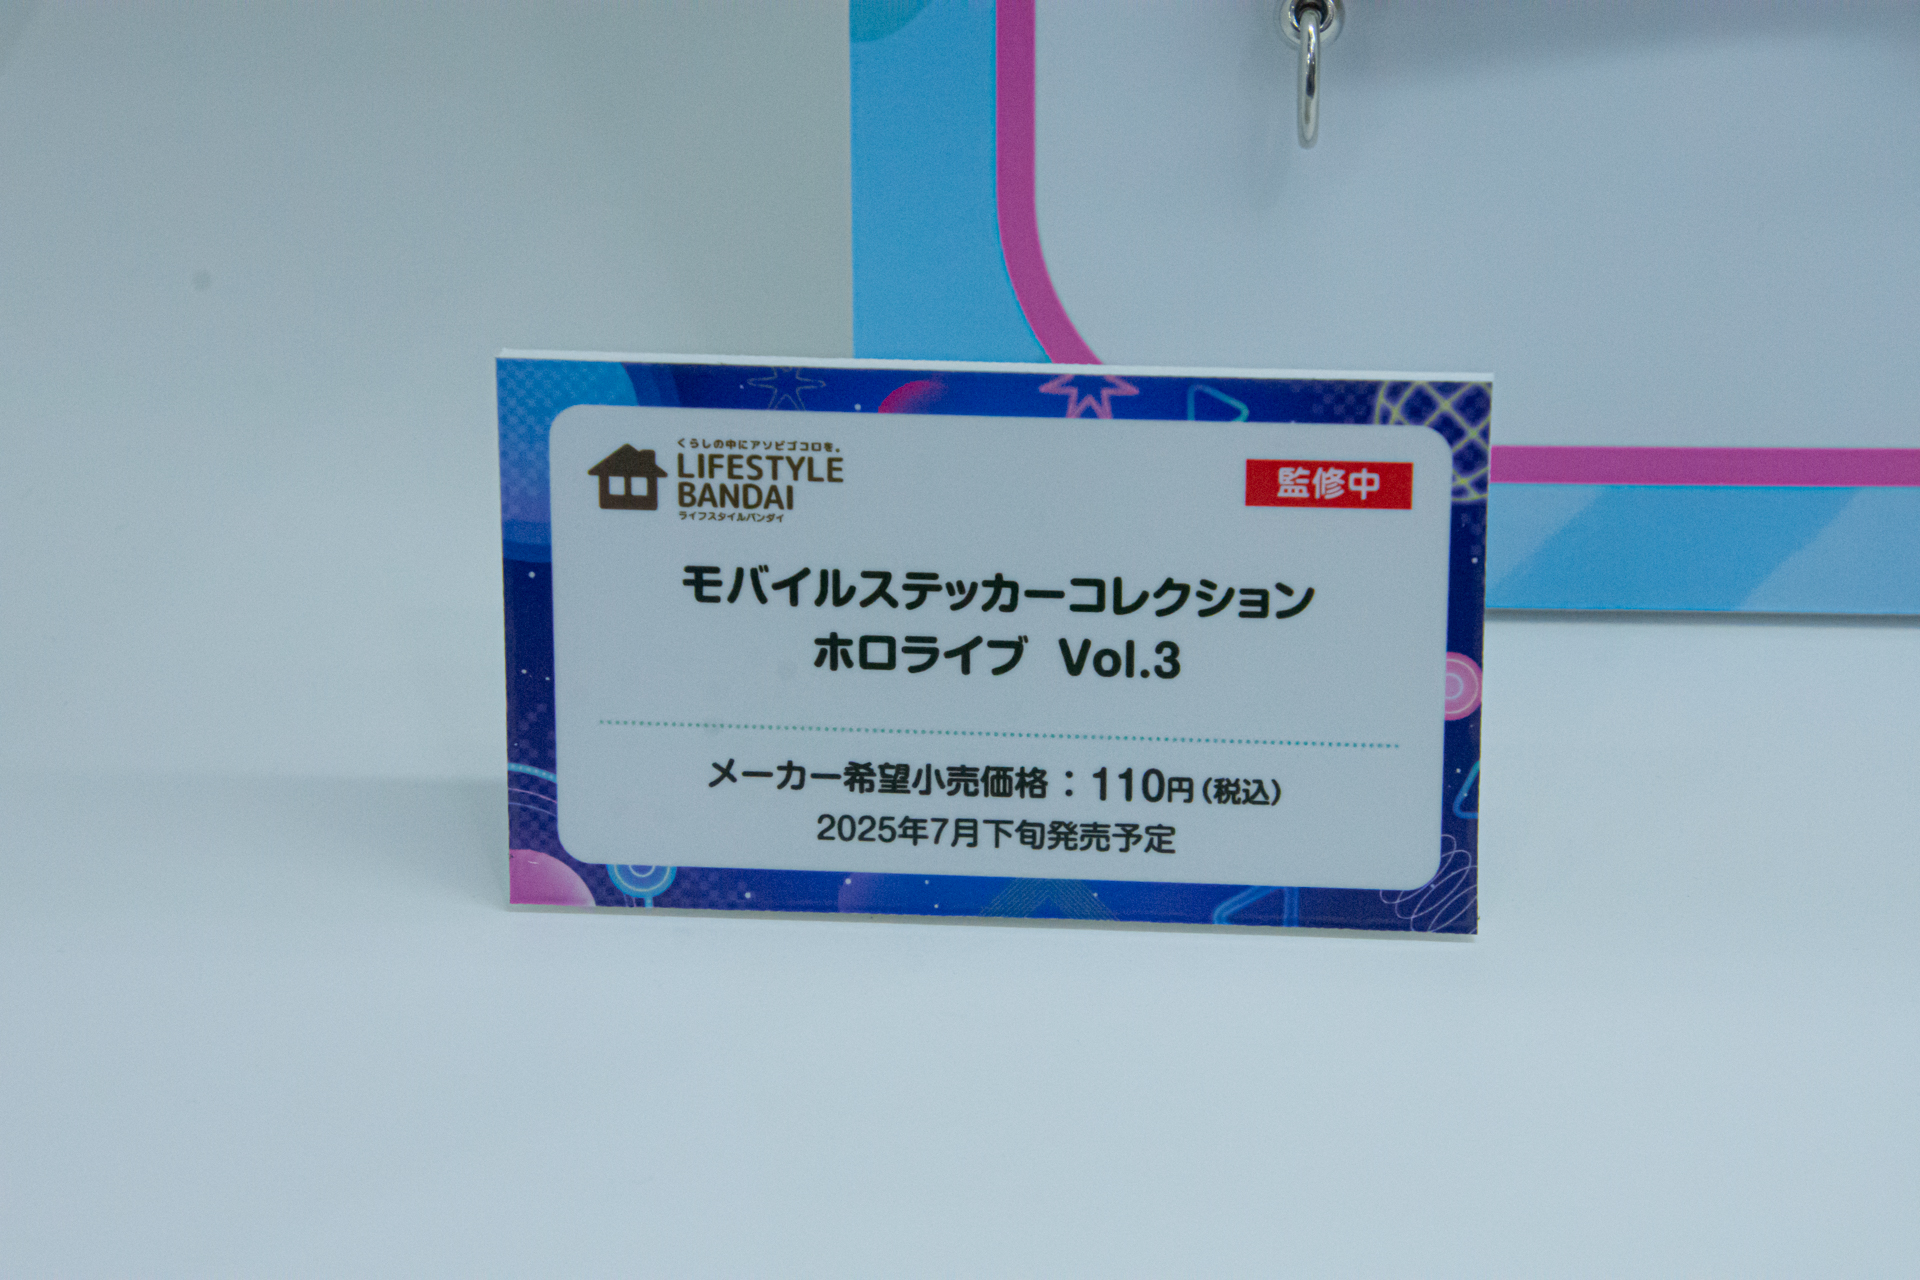 くらしの中にアソビゴコロを。
LIFESTYLE
BANDAI
ライフスタイルバンダイ
監修中
モバイルステッカーコレクション
ホロライブ Vol.3
メーカー希望小売価格：110円（税込）
2025年7月下旬発売予定